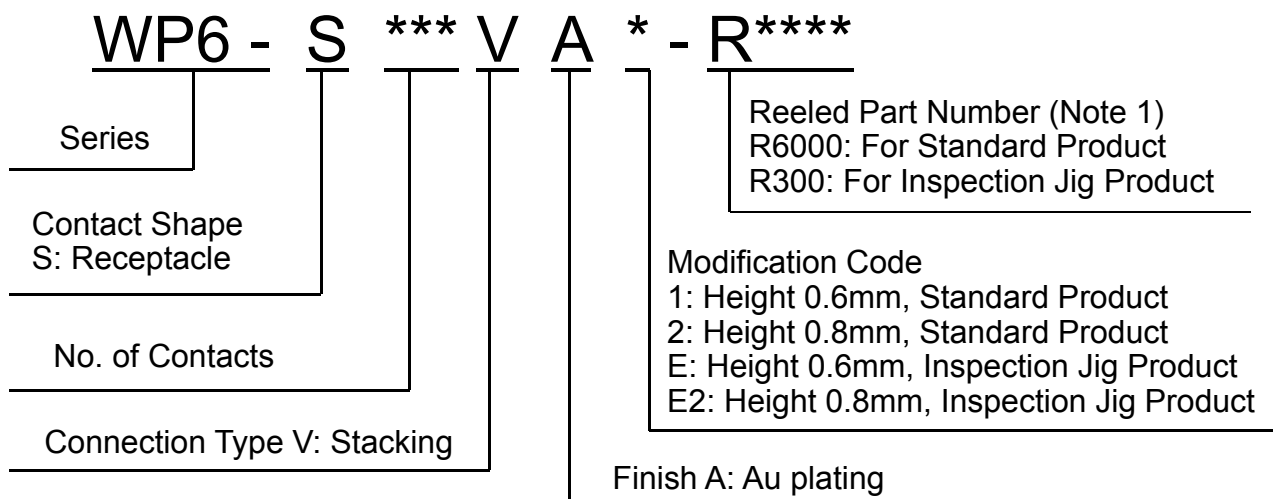 WP6 - S *** V A * - R****
Series
Contact Shape
S: Receptacle
No. of Contacts
Connection Type V: Stacking
Reeled Part Number (Note 1)
R6000: For Standard Product
R300: For Inspection Jig Product
Modification Code
1: Height 0.6mm, Standard Product
2: Height 0.8mm, Standard Product
E: Height 0.6mm, Inspection Jig Product
E2: Height 0.8mm, Inspection Jig Product
Finish A: Au plating